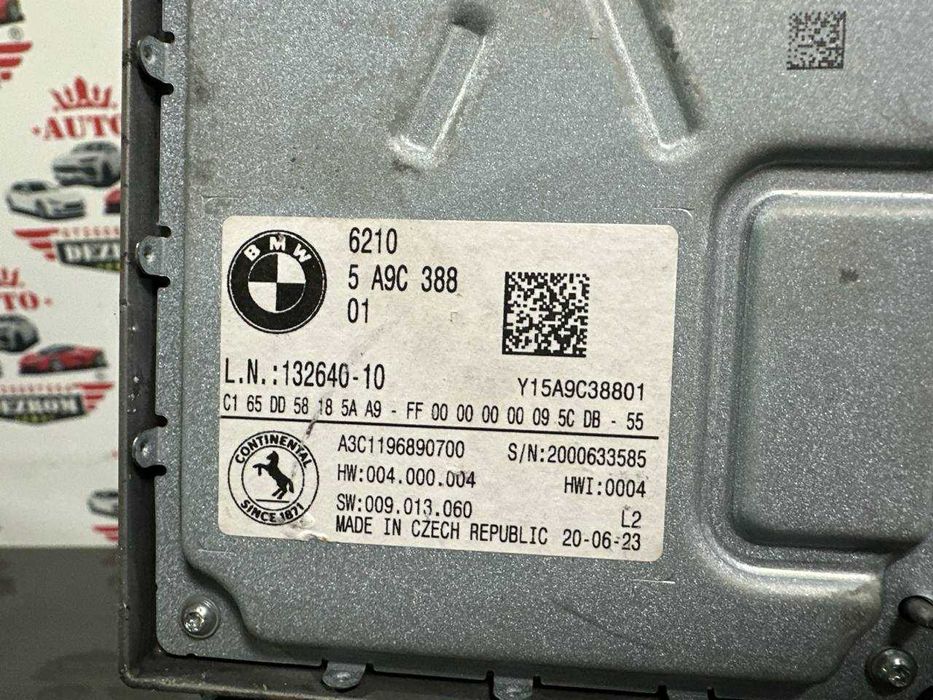 BMW
6210
5 A9C 388
01
L.N.:132640-10
Y15A9C38801
C1 65 DD 58 18 5A A9 - FF 00 00 00 00 09 5C DB - 55
CONTINENTAL
SINCE 1871
A3C1196890700
S/N:2000633585
HW:004.000.004
HWI:0004
SW:009.013.060
L2
MADE IN CZECH REPUBLIC 20-06-23
AUTO
DEZROM